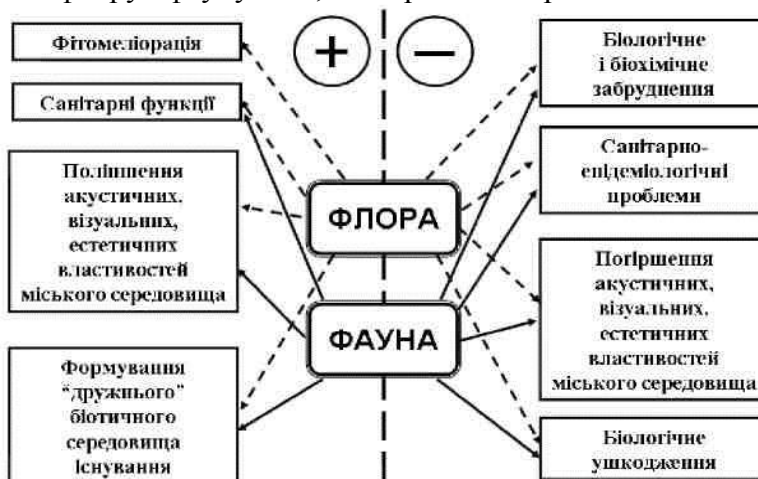 Фітомеліорація
Санітарні функції
Поліпшення
акустичних,
візуальних,
естетичних
властивостей
міського середовища
Формування
“дружнього”
біотичного
середовища
існування
+
—
ФЛОРА
ФАУНА
Біологічне
і біохімічне
забруднення
Санітарно-
епідеміологічні
проблеми
Погіршення
акустичних,
візуальних,
естетичних
властивостей
міського середовища
Біологічне
ушкодження